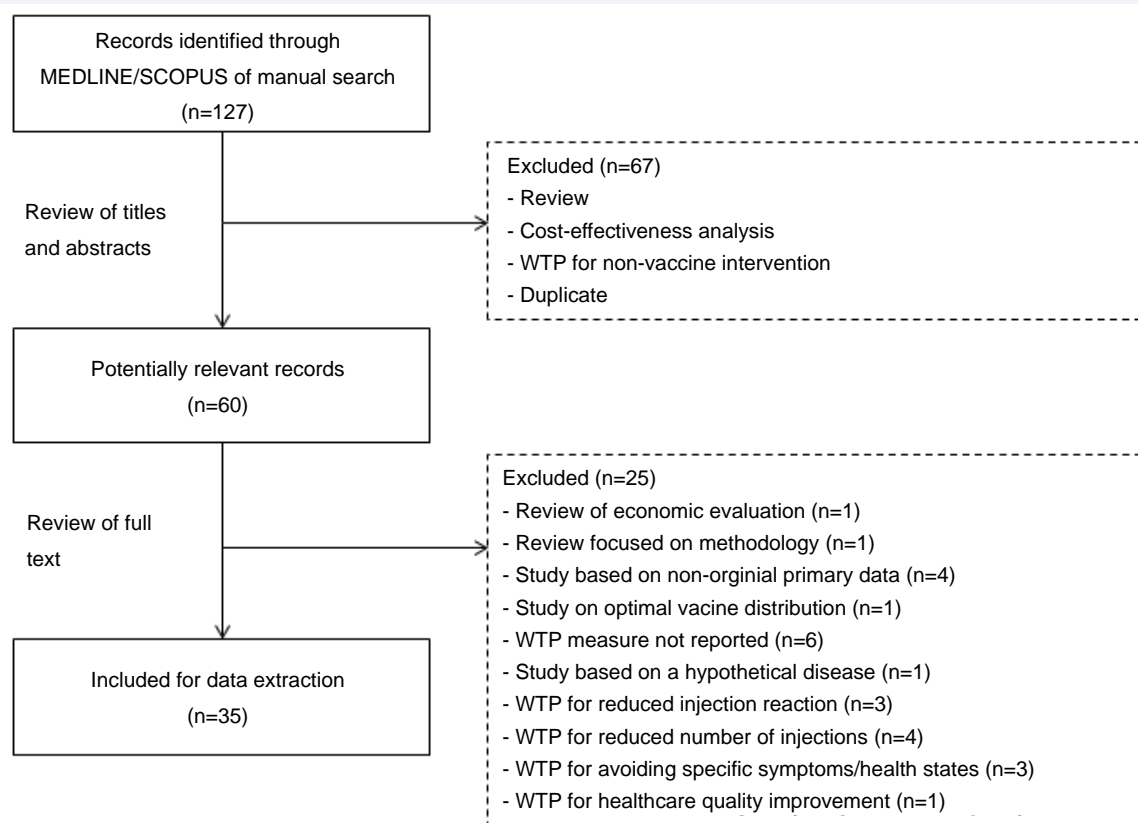 Records identified through
MEDLINE/SCOPUS of manual search
(n=127)
Review of titles
and abstracts
Excluded (n=67)
- Review
- Cost-effectiveness analysis
- WTP for non-vaccine intervention
- Duplicate
Potentially relevant records
(n=60)
Review of full
text
Excluded (n=25)
- Review of economic evaluation (n=1)
- Review focused on methodology (n=1)
- Study based on non-orginial primary data (n=4)
- Study on optimal vacine distribution (n=1)
- WTP measure not reported (n=6)
- Study based on a hypothetical disease (n=1)
- WTP for reduced injection reaction (n=3)
- WTP for reduced number of injections (n=4)
- WTP for avoiding specific symptoms/health states (n=3)
- WTP for healthcare quality improvement (n=1)
Included for data extraction
(n=35)